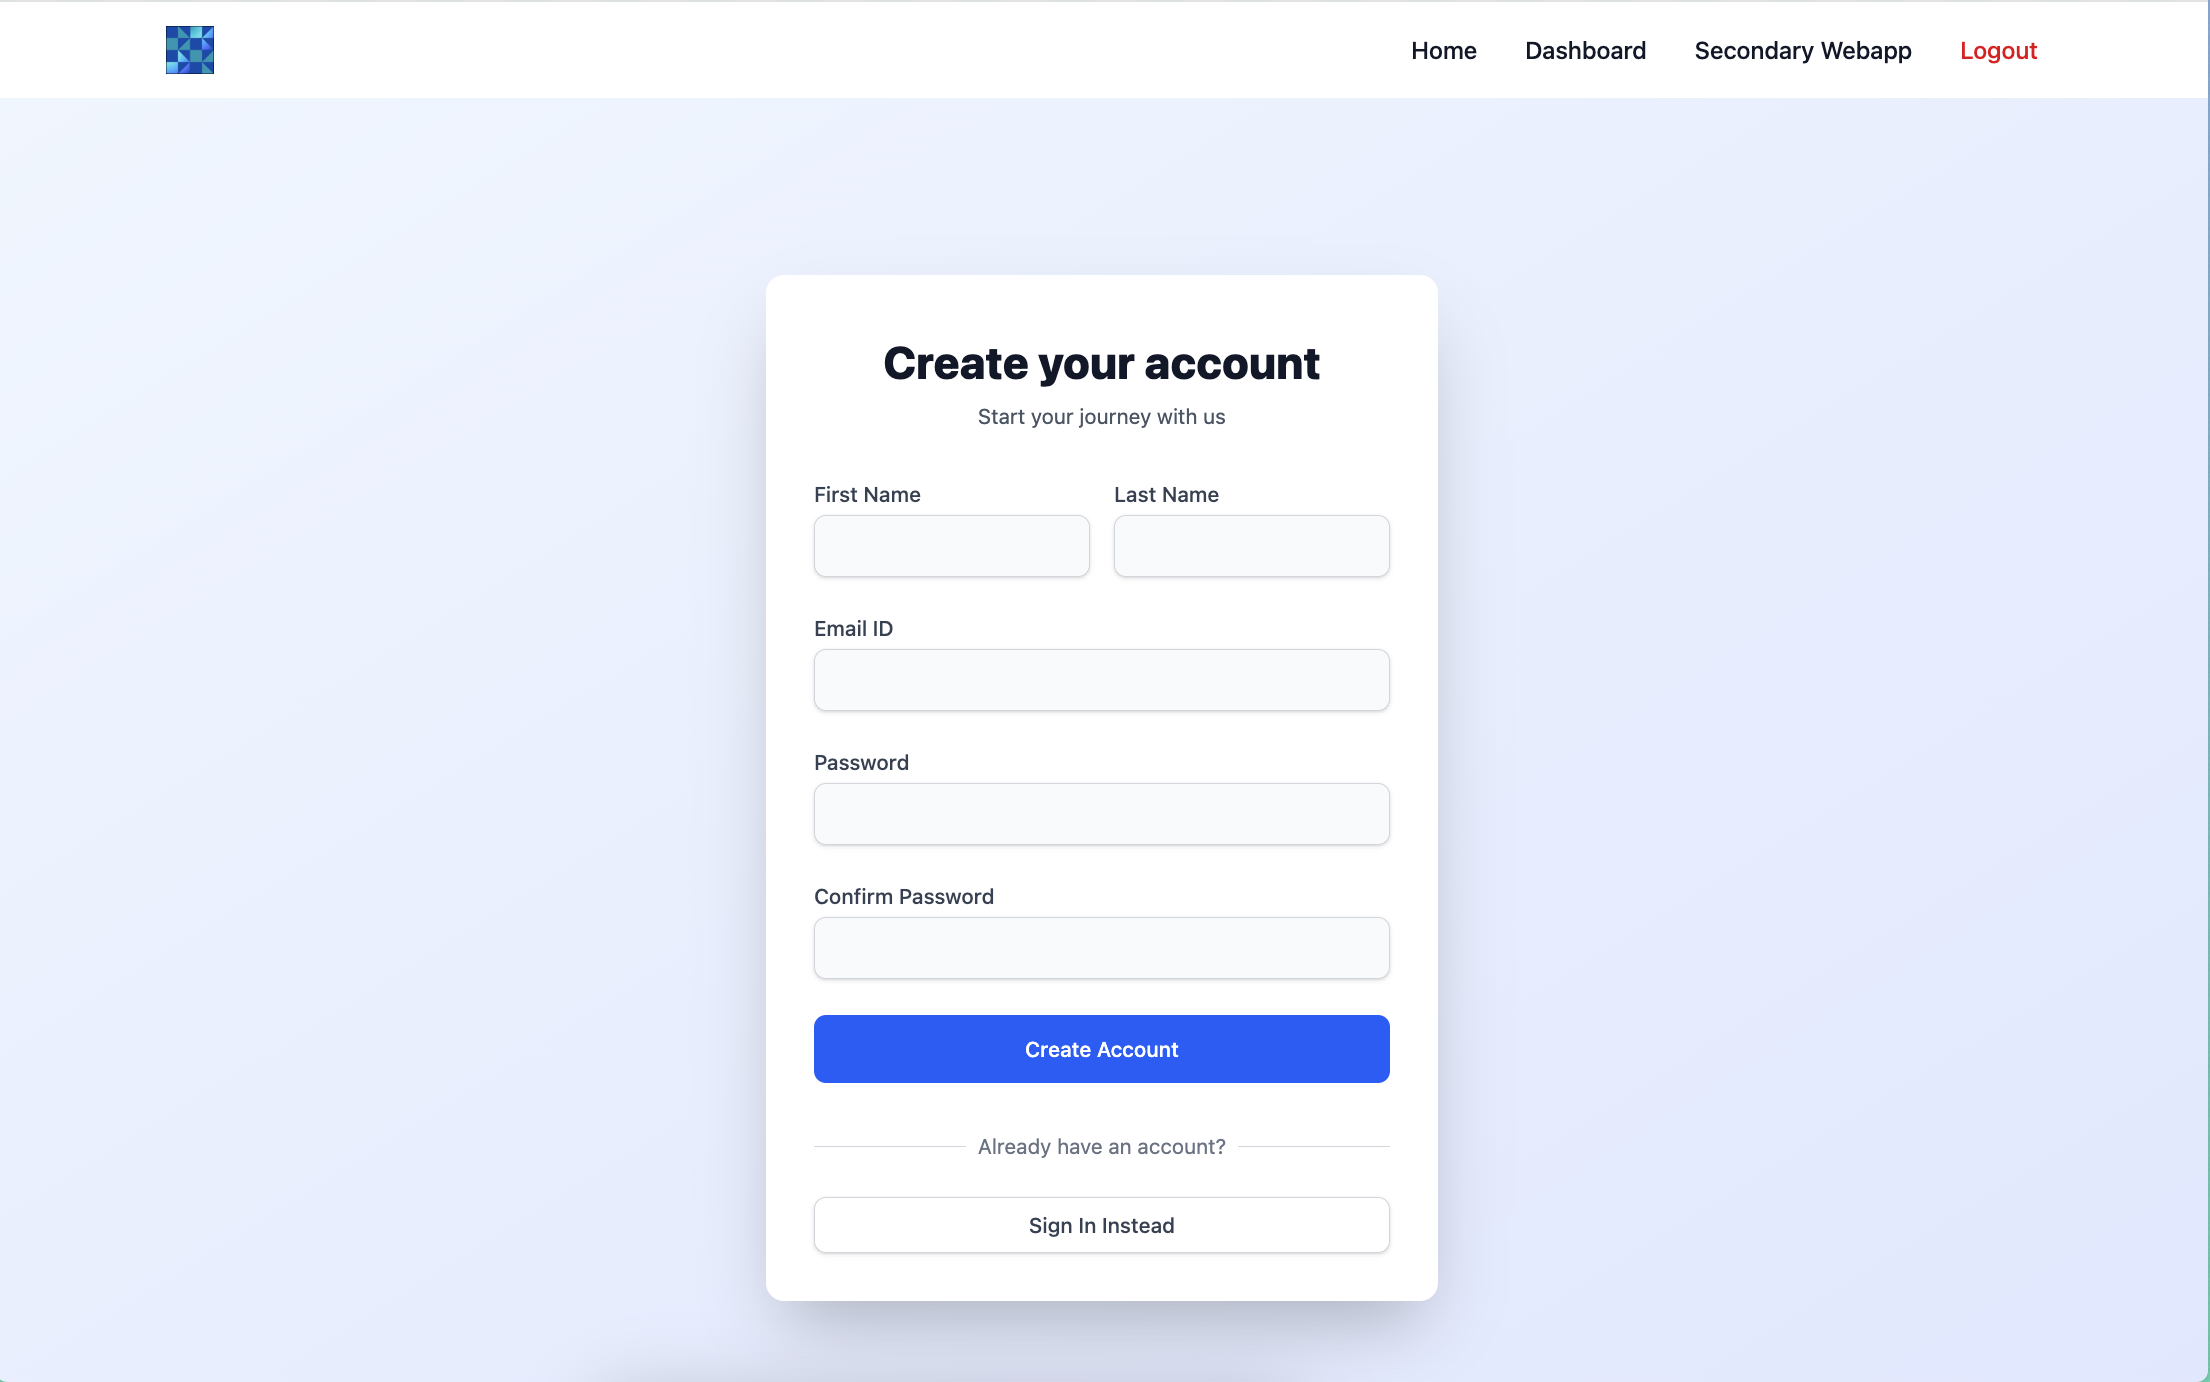 Home Dashboard Secondary Webapp Logout
Create your account
Start your journey with us
First Name Last Name
Email ID
Password
Confirm Password
Create Account
Already have an account?
Sign In Instead